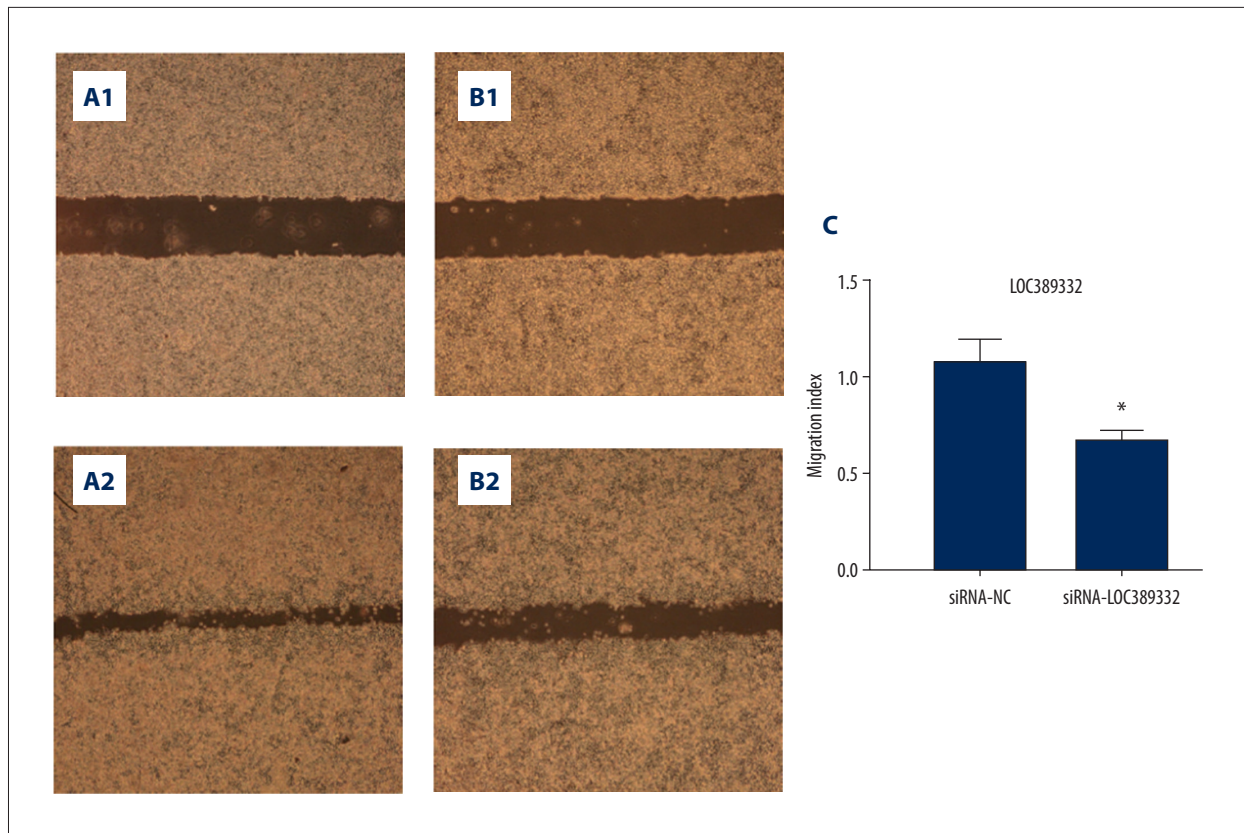 A1
B1
A2
B2
C
LOC389332
Migration index
1.5
1.0
0.5
0.0
*
siRNA-NC
siRNA-LOC389332